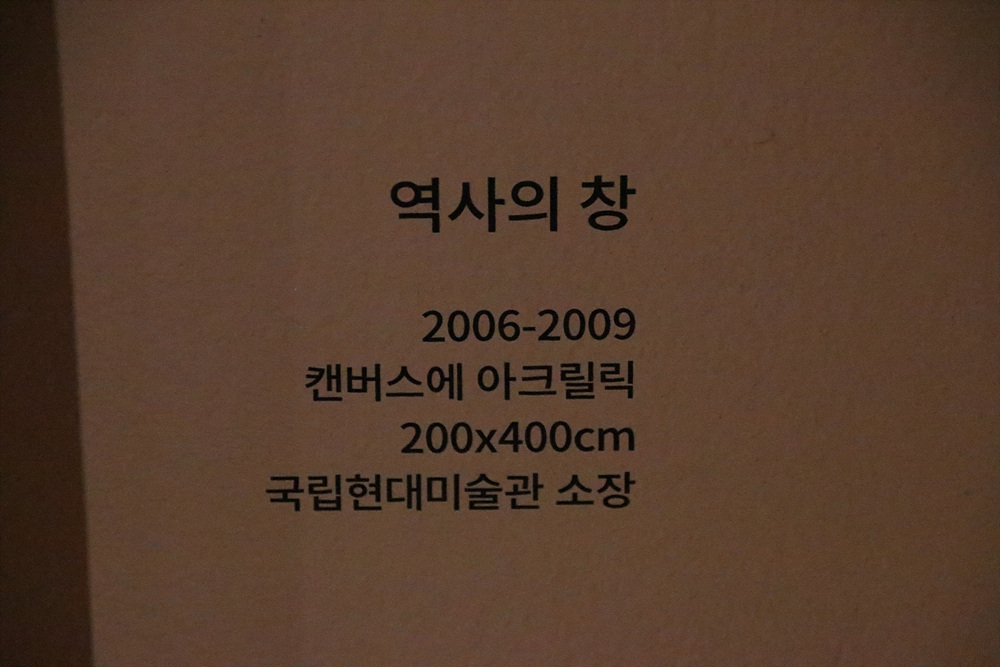 역사의 창
2006-2009
캔버스에 아크릴릭
200x400cm
국립현대미술관 소장